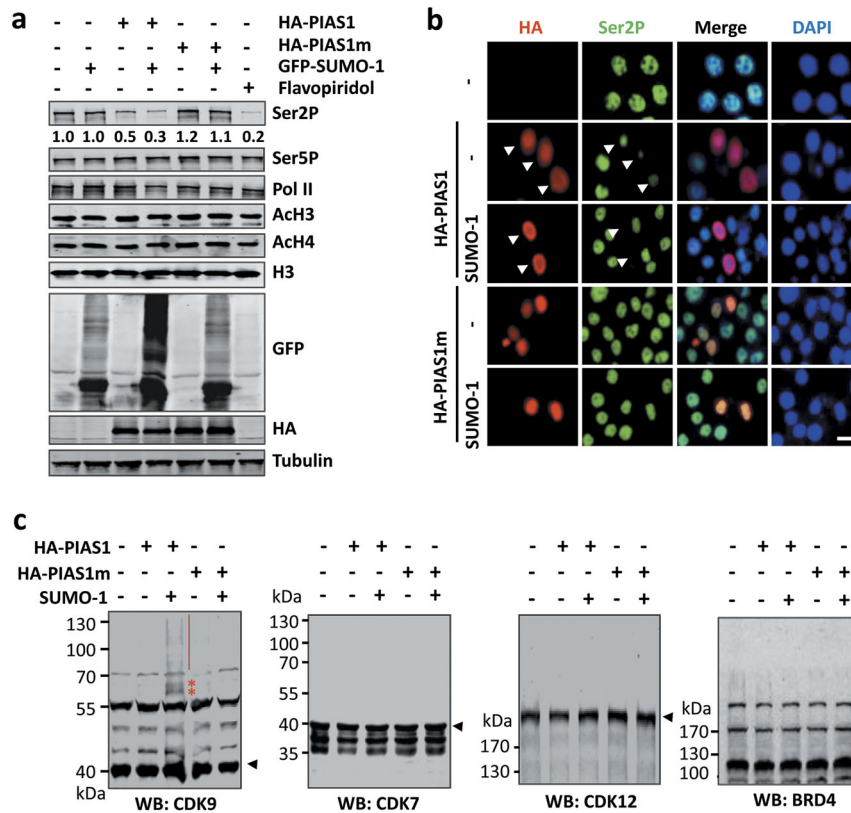 a
- - + + - - - HA-PIAS1
- - - - + + - HA-PIAS1m
- + - + - + - GFP-SUMO-1
- - - - - - + Flavopiridol
Ser2P
1.0 1.0 0.5 0.3 1.2 1.1 0.2
Ser5P
Pol II
AcH3
AcH4
H3
GFP
HA
Tubulin
b
HA Ser2P Merge DAPI
-
HA-PIAS1
-
SUMO-1
HA-PIAS1m
-
SUMO-1
c
HA-PIAS1 - + + - -
HA-PIAS1m - - - + +
SUMO-1 - - + - +
130
100
70
**
55
40
kDa
WB: CDK9
- + + - -
- - - + +
kDa - - + - +
130
100
70
55
40
35
WB: CDK7
- + + - -
- - - + +
- - + - +
kDa
170
130
WB: CDK12
- + + - -
- - - + +
- - + - +
kDa
170
130
100
WB: BRD4